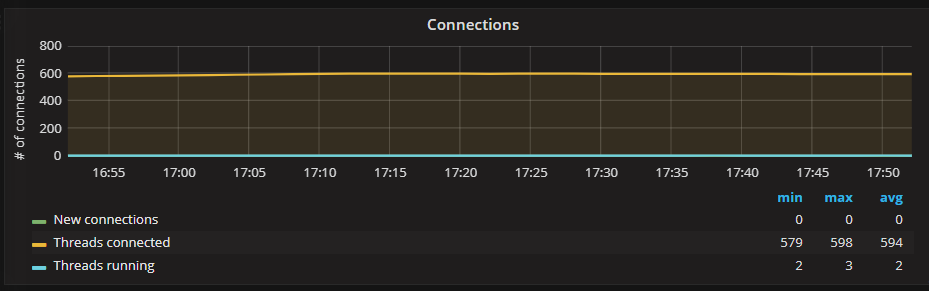 Connections
# of connections
800
600
400
200
0
16:55 17:00 17:05 17:10 17:15 17:20 17:25 17:30 17:35 17:40 17:45 17:50
min max avg
New connections 0 0 0
Threads connected 579 598 594
Threads running 2 3 2